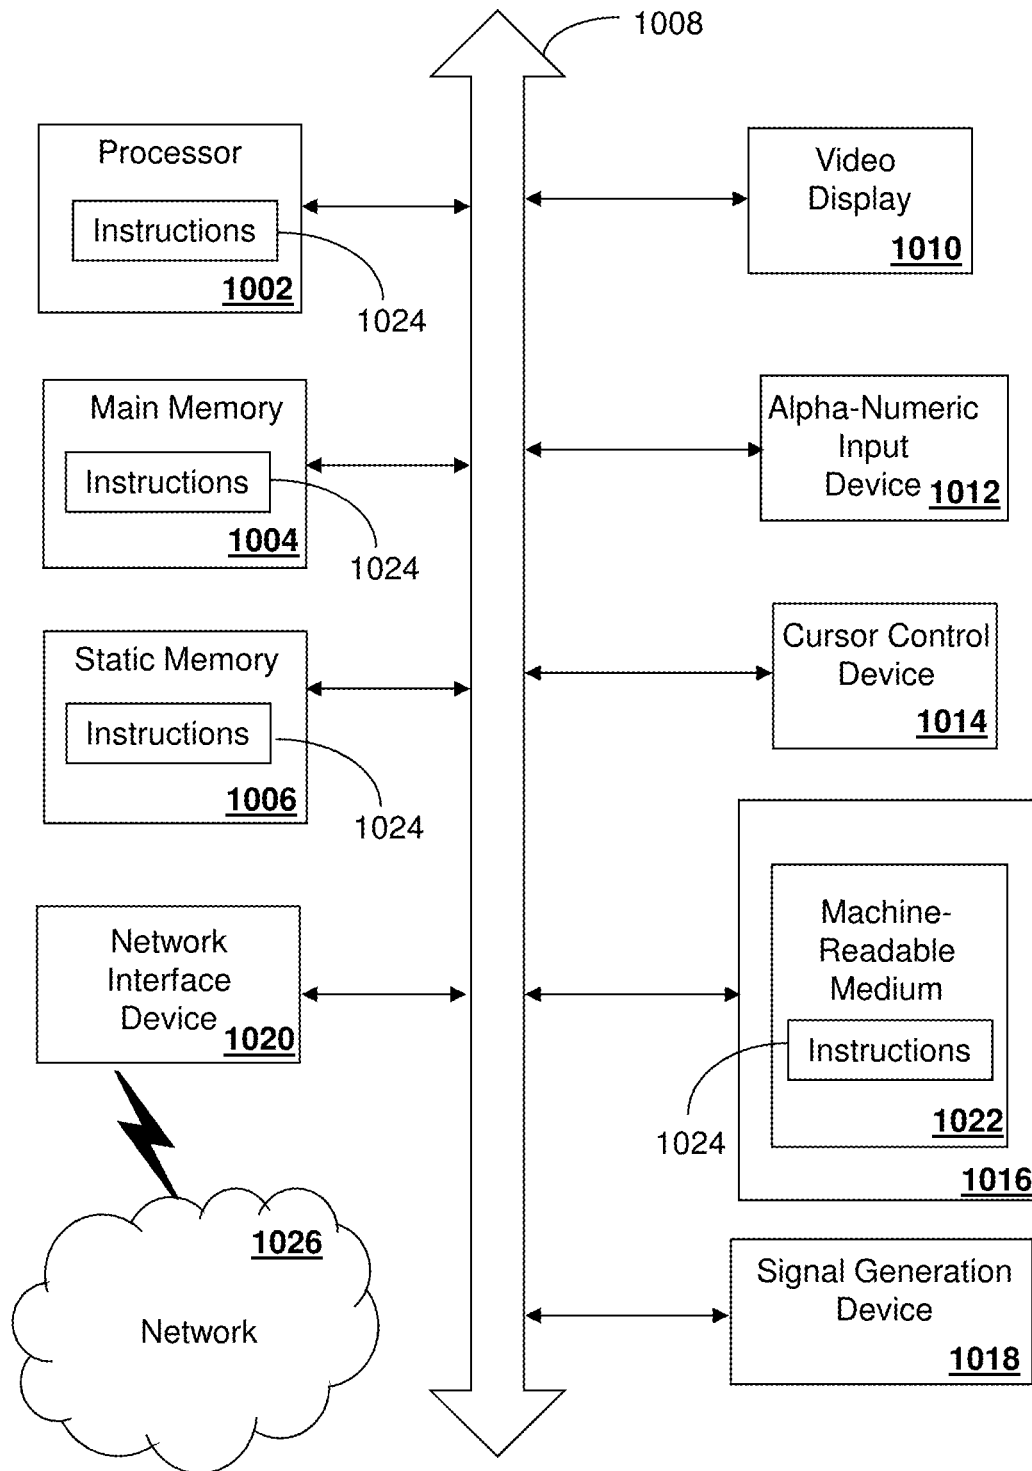 1008
Processor
Instructions
1002
1024
Main Memory
Instructions
1004
1024
Static Memory
Instructions
1006
1024
Network
Interface
Device
1020
1026
Network
Video
Display
1010
Alpha-Numeric
Input
Device
1012
Cursor Control
Device
1014
Machine-
Readable
Medium
Instructions
1024
1022
1016
Signal Generation
Device
1018